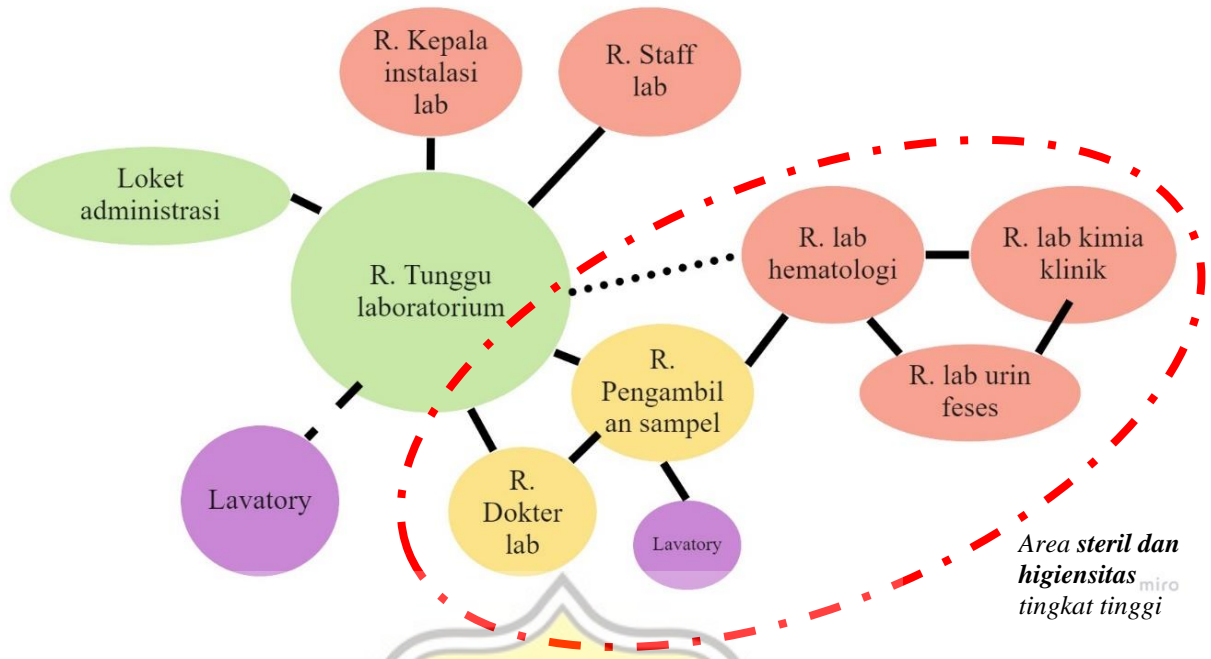 R. Kepala
instalasi
lab
R. Staff
lab
Loket
administrasi
R. Tunggu
laboratorium
R. lab
hematologi
R. lab kimia
klinik
R. lab urin
feses
R.
Pengambil
an sampel
R.
Dokter
lab
Lavatory
Lavatory
Area steril dan
higiensitas
tingkat tinggi
miro